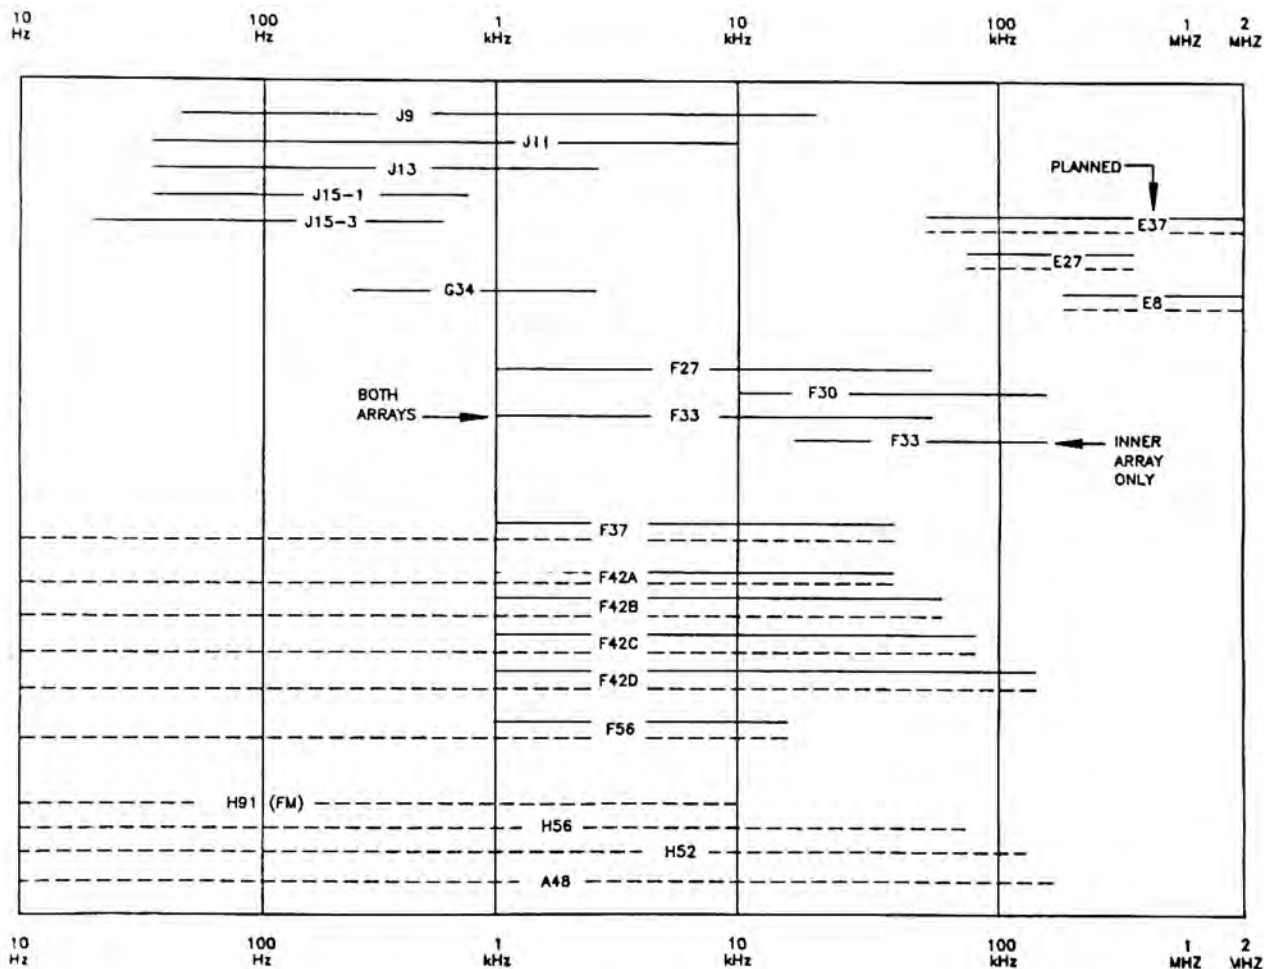 10 100 1 10 100 1 2
Hz Hz kHz kHz kHz MHZ MHZ
J9
J11
J13
PLANNED
J15-1
J15-3
E37
E27
G34
E8
F27
BOTH
ARRAYS
F30
F33
F33
INNER
ARRAY
ONLY
F37
F42A
F42B
F42C
F42D
F56
H91 (FM)
H56
H52
A48
10 100 1 10 100 1 2
Hz Hz kHz kHz kHz MHZ MHZ